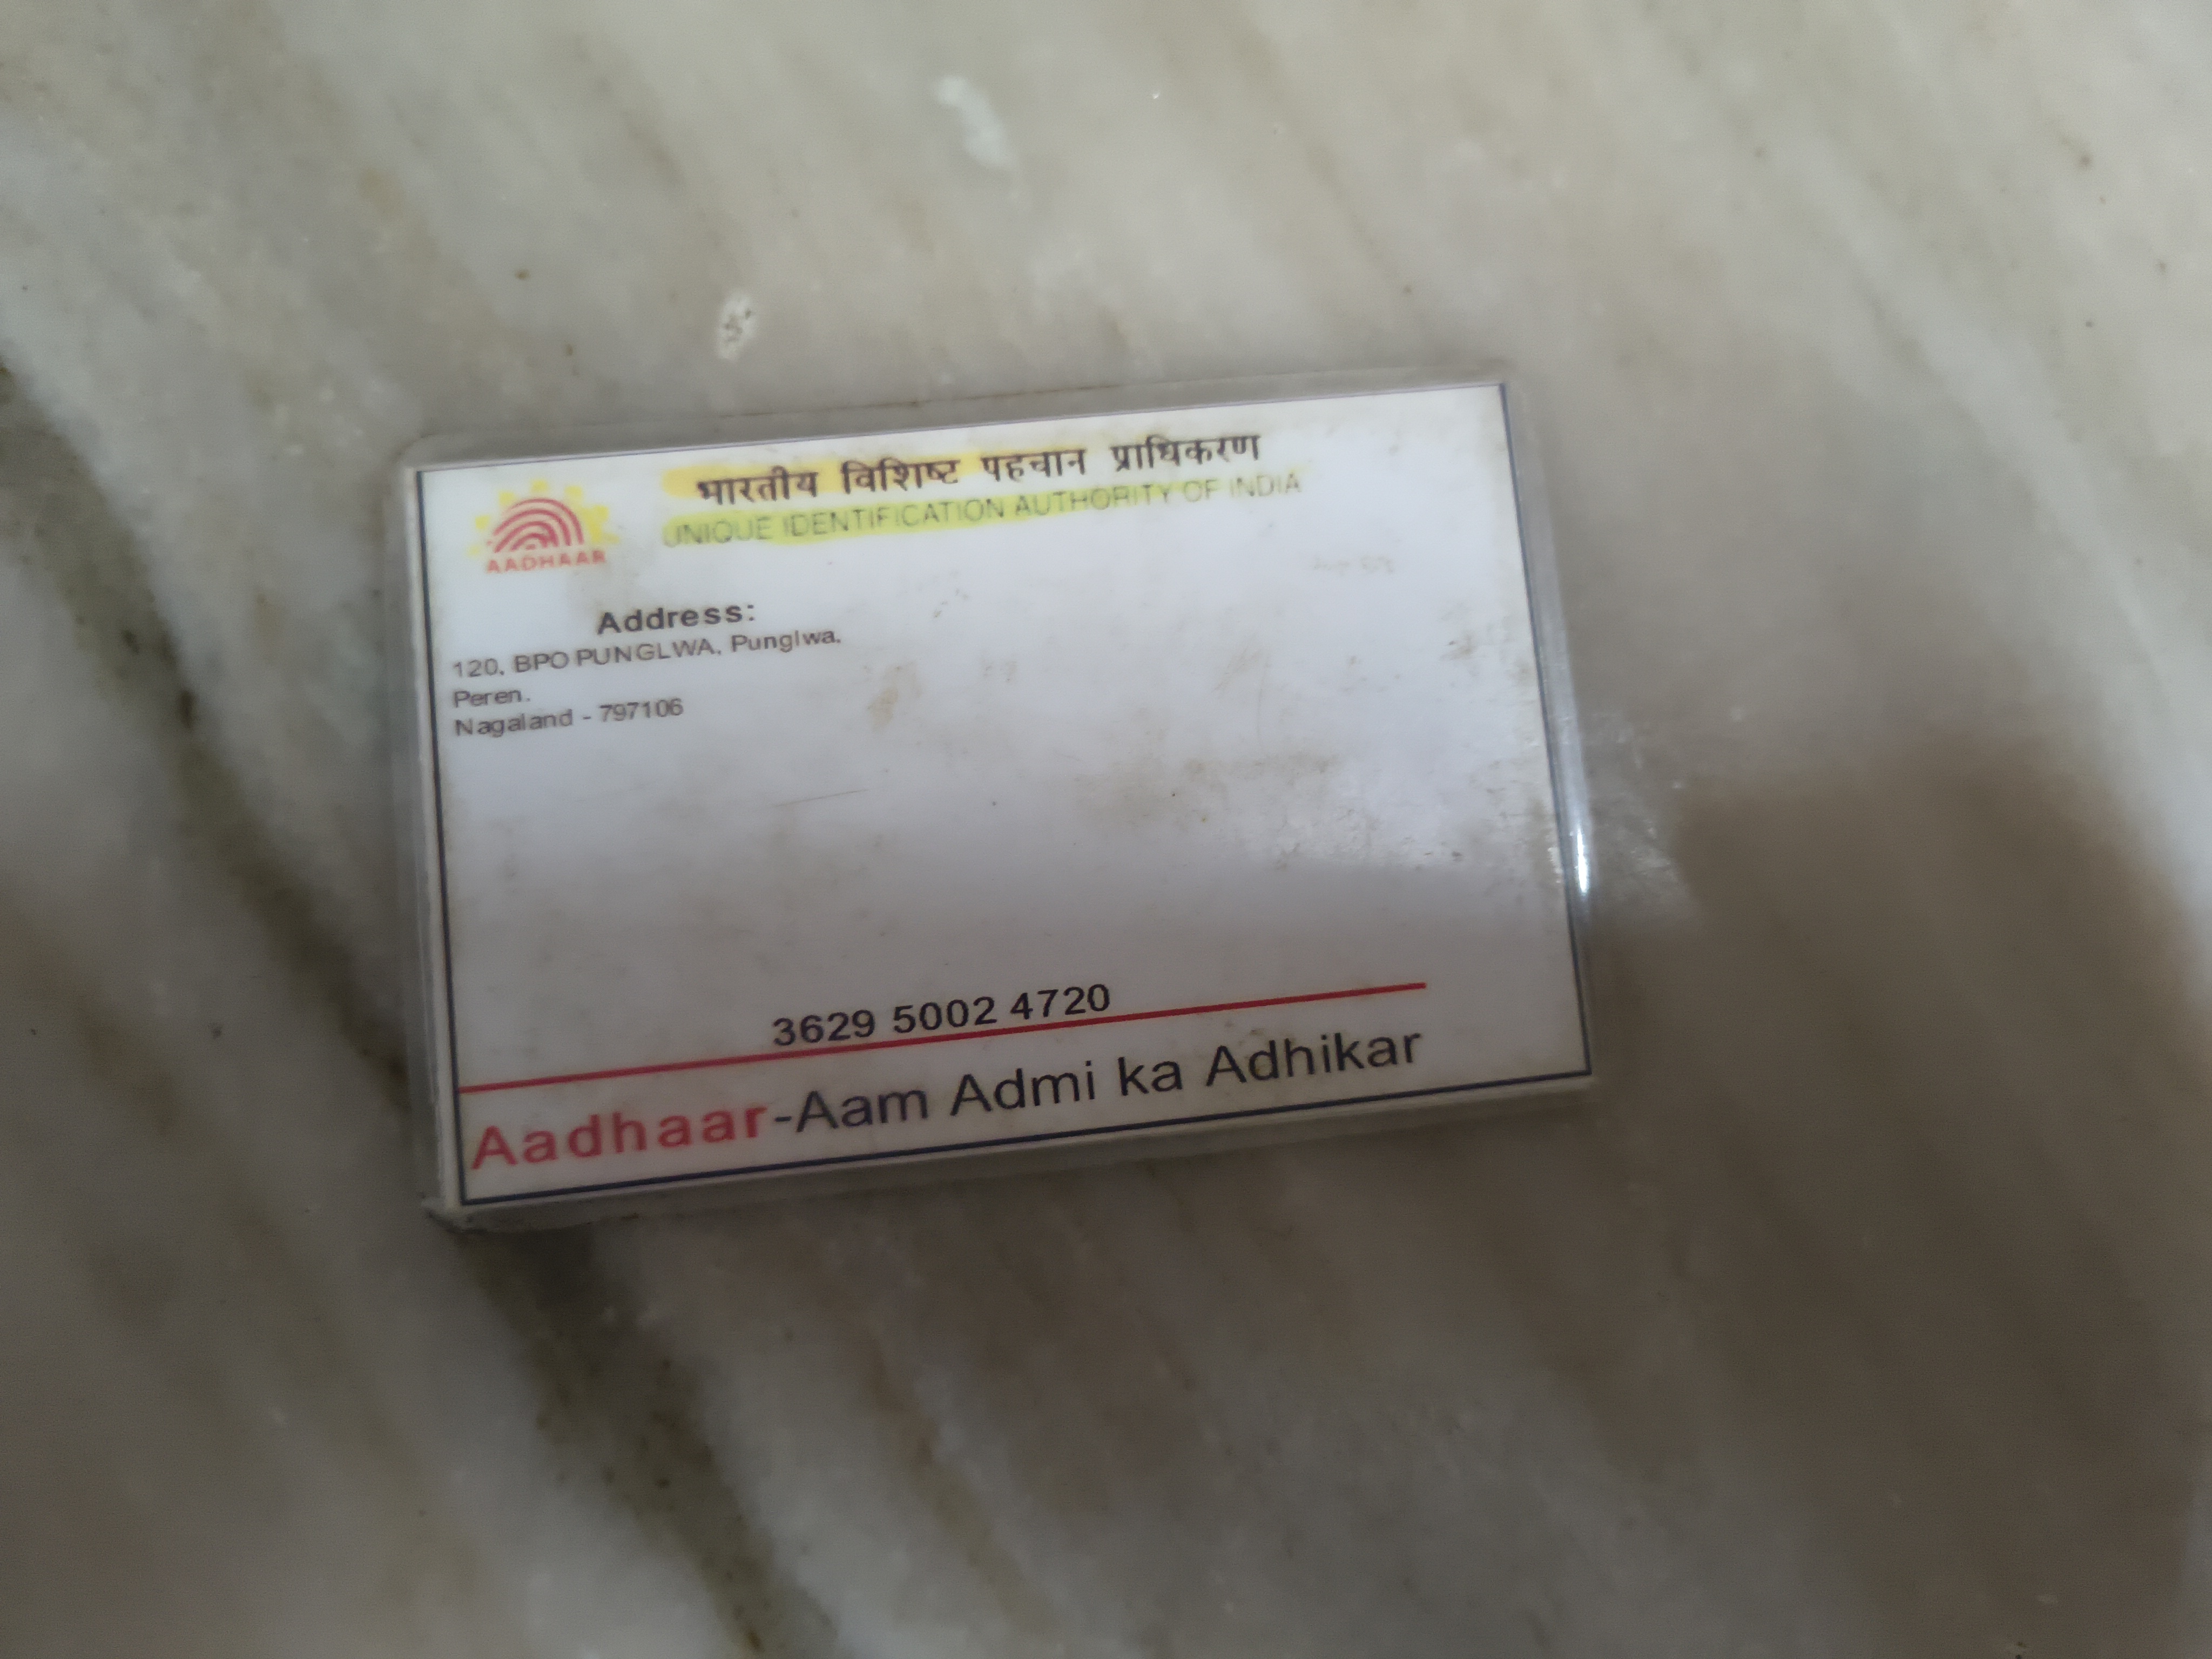 भारतीय विशिष्ट पहचान प्राधिकरण
UNIQUE IDENTIFICATION AUTHORITY OF INDIA
AADHAAR
Address:
120, BPO PUNGLWA, Punglwa,
Peren,
Nagaland - 797106
3629 5002 4720
Aadhaar-Aam Admi ka Adhikar